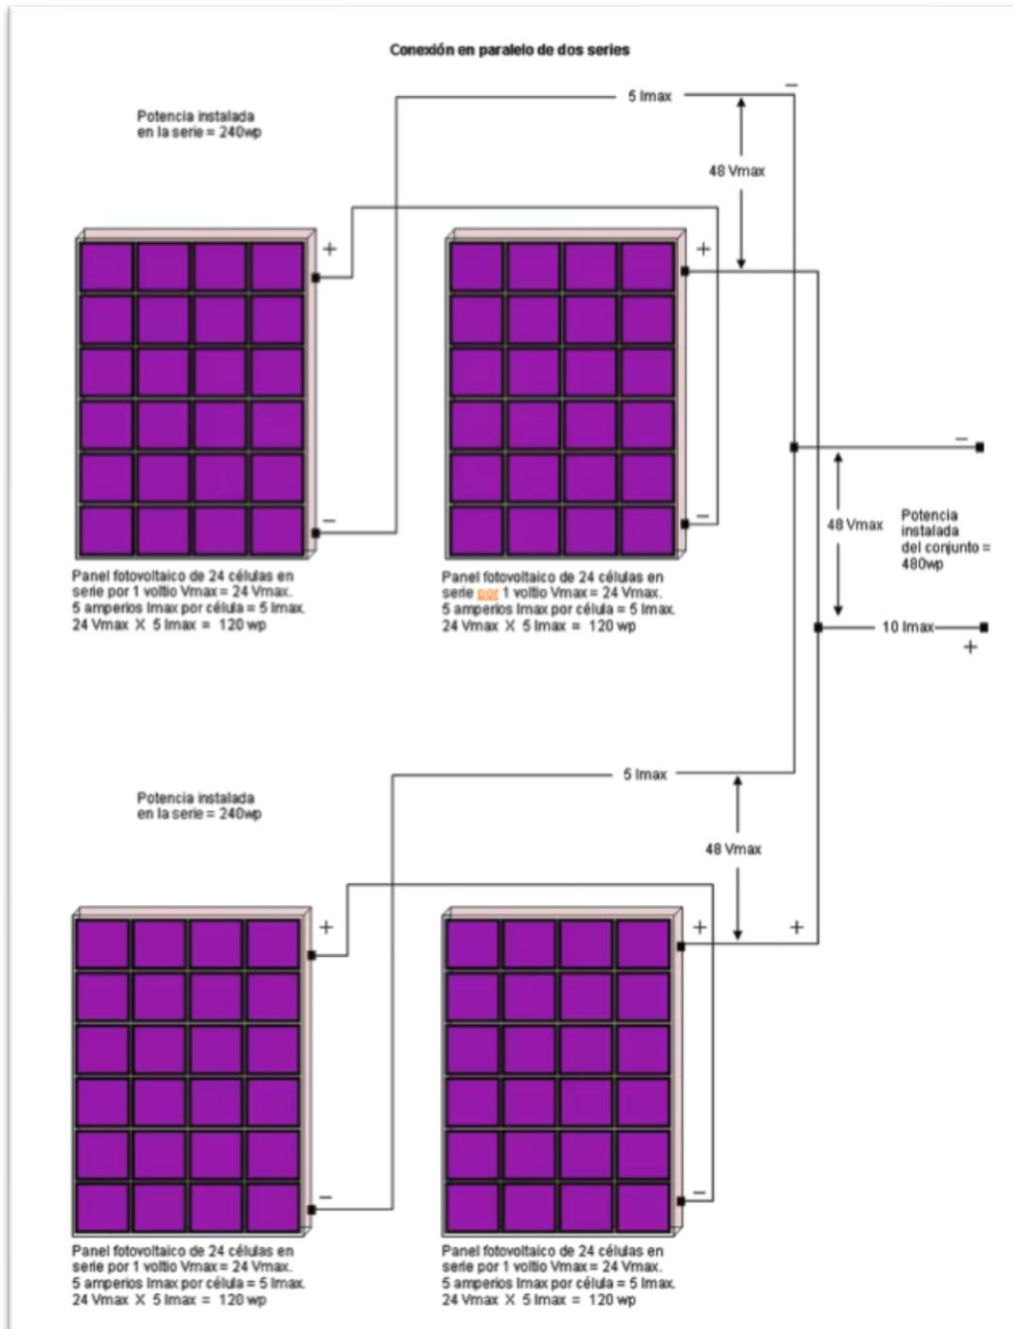 Conexión en paralelo de dos series
5 Imax
−
Potencia instalada
en la serie = 240wp
48 Vmax
+
+
−
−
−
48 Vmax
Potencia
instalada
del conjunto =
480wp
Panel fotovoltaico de 24 células en
serie por 1 voltio Vmax = 24 Vmax.
5 amperios Imax por célula = 5 Imax.
24 Vmax X 5 Imax = 120 wp
Panel fotovoltaico de 24 células en
serie por 1 voltio Vmax = 24 Vmax.
5 amperios Imax por célula = 5 Imax.
24 Vmax X 5 Imax = 120 wp
10 Imax
+
5 Imax
Potencia instalada
en la serie = 240wp
48 Vmax
+
+
+
−
−
Panel fotovoltaico de 24 células en
serie por 1 voltio Vmax = 24 Vmax.
5 amperios Imax por célula = 5 Imax.
24 Vmax X 5 Imax = 120 wp
Panel fotovoltaico de 24 células en
serie por 1 voltio Vmax = 24 Vmax.
5 amperios Imax por célula = 5 Imax.
24 Vmax X 5 Imax = 120 wp